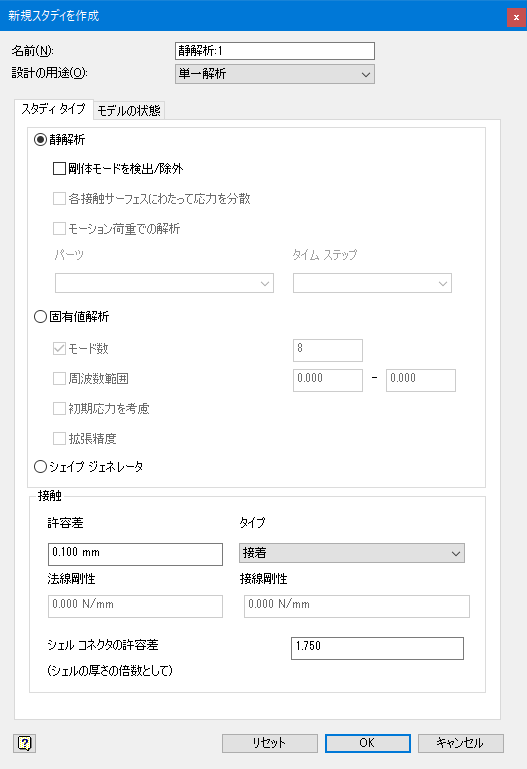 新規スタディを作成
名前(N):
静解析:1
設計の用途(O):
単一解析
スタディ タイプ
モデルの状態
静解析
剛体モードを検出/除外
各接触サーフェスにわたって応力を分散
モーション荷重での解析
パーツ
タイム ステップ
固有値解析
モード数
8
周波数範囲
0.000 - 0.000
初期応力を考慮
拡張精度
シェイプ ジェネレータ
接触
許容差
タイプ
0.100 mm
接着
法線剛性
接線剛性
0.000 N/mm
0.000 N/mm
シェル コネクタの許容差
1.750
(シェルの厚さの倍数として)
リセット
OK
キャンセル